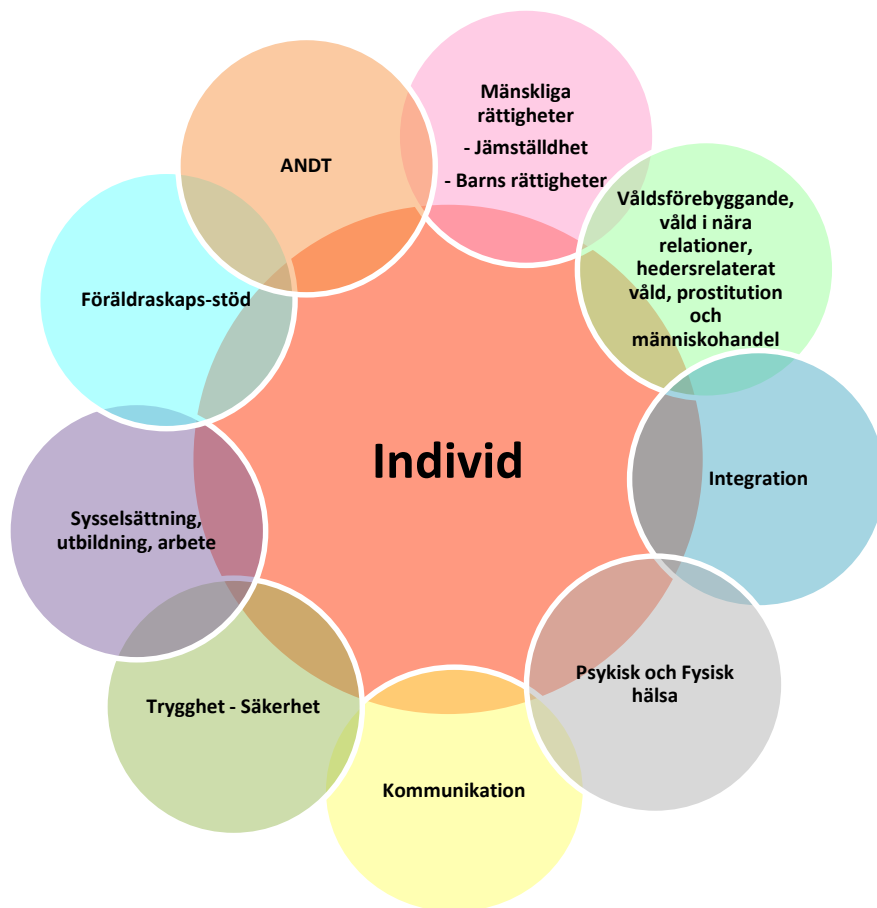 Mänskliga
rättigheter
- Jämställdhet
- Barns rättigheter
ANDT
Våldsförebyggande,
våld i nära
relationer,
hedersrelaterat
våld, prostitution
och
människohandel
Föräldraskaps-stöd
Individ
Integration
Sysselsättning,
utbildning, arbete
Psykisk och Fysisk
hälsa
Trygghet - Säkerhet
Kommunikation